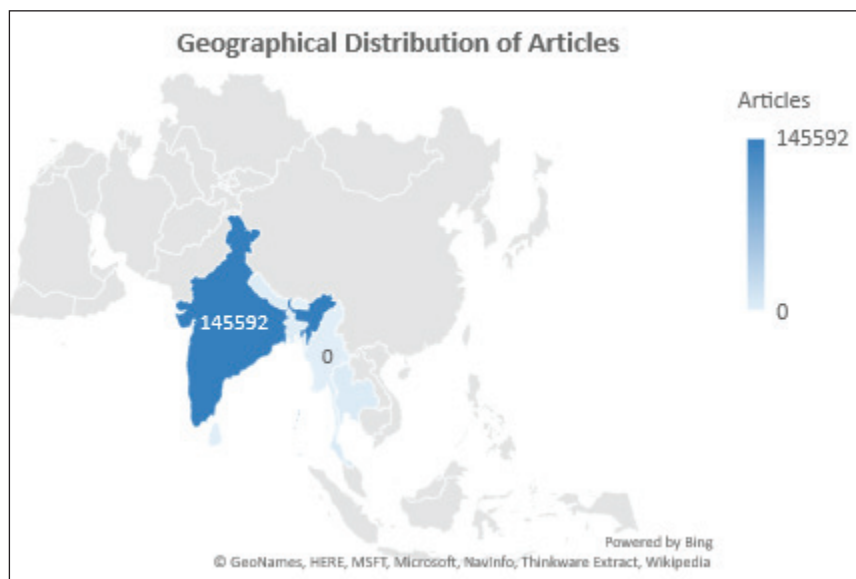 Geographical Distribution of Articles
Articles
145592
0
145592
0
Powered by Bing
© GeoNames, HERE, MSFT, Microsoft, NavInfo, Thinkware Extract, Wikipedia